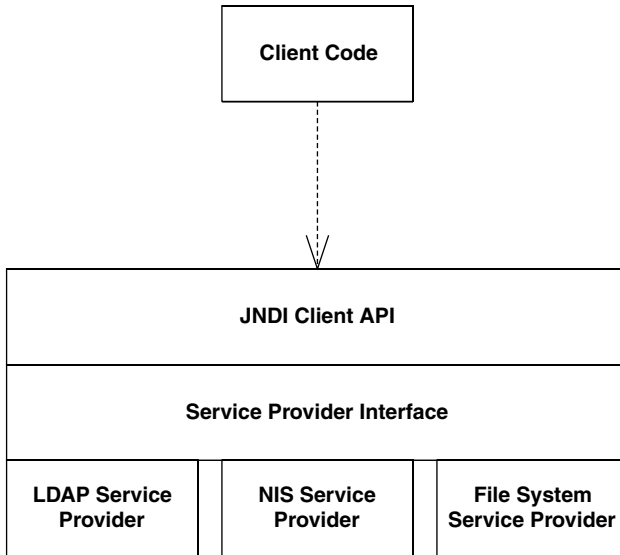 Client Code
JNDI Client API
Service Provider Interface
LDAP Service
Provider
NIS Service
Provider
File System
Service Provider